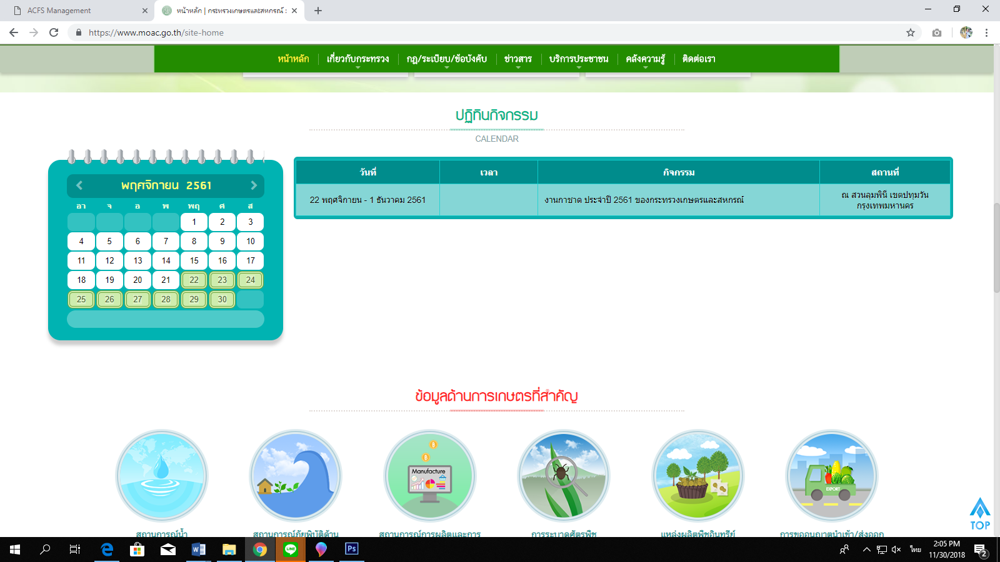 ACFS Management
หน้าหลัก | กระทรวงเกษตรและสหกรณ์ :
https://www.moac.go.th/site-home
หน้าหลัก เกี่ยวกับกระทรวง กฎ/ระเบียบ/ข้อบังคับ ข่าวสาร บริการประชาชน คลังความรู้ ติดต่อเรา
ปฏิทินกิจกรรม
CALENDAR
พฤศจิกายน 2561
อา จ อ พ พฤ ศ ส
1 2 3
4 5 6 7 8 9 10
11 12 13 14 15 16 17
18 19 20 21 22 23 24
25 26 27 28 29 30
วันที่ เวลา กิจกรรม สถานที่
22 พฤศจิกายน - 1 ธันวาคม 2561 งานกาชาด ประจำปี 2561 ของกระทรวงเกษตรและสหกรณ์ ณ สวนลุมพินี เขตปทุมวัน
กรุงเทพมหานคร
ข้อมูลด้านการเกษตรที่สำคัญ
Manufacture
EXPORT
สถานการณ์น้ำ สถานการณ์ภัยพิบัติด้าน สถานการณ์การผลิตและการ การระบาดศัตรูพืช แหล่งผลิตพืชอินทรีย์ การขออนุญาตนำเข้า/ส่งออก
TOP
LINE
Ps
ไทย
2:05 PM
11/30/2018
2